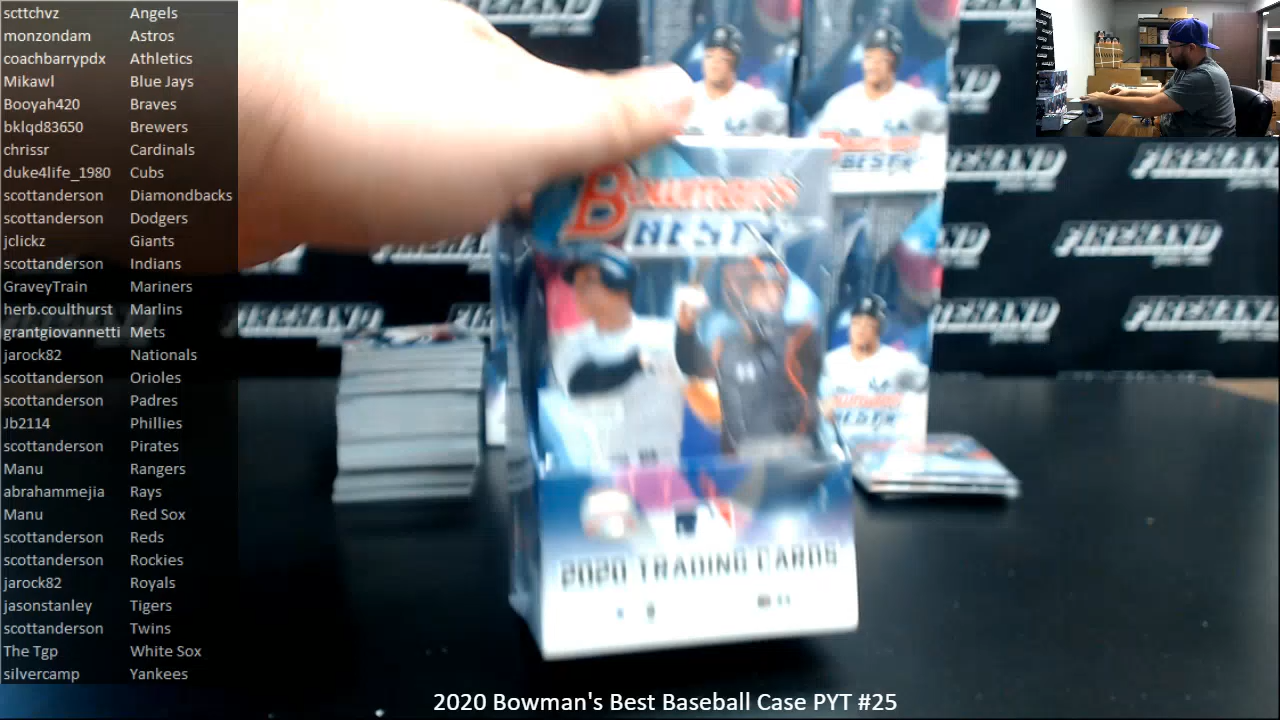 scttchvz Angels
monzondam Astros
coachbarrypdx Athletics
Mikawl Blue Jays
Booyah420 Braves
bklqd83650 Brewers
chrissr Cardinals
duke4life_1980 Cubs
scottanderson Diamondbacks
scottanderson Dodgers
jclickz Giants
scottanderson Indians
GraveyTrain Mariners
herb.coulthurst Marlins
grantgiovannetti Mets
jarock82 Nationals
scottanderson Orioles
scottanderson Padres
Jb2114 Phillies
scottanderson Pirates
Manu Rangers
abrahammejia Rays
Manu Red Sox
scottanderson Reds
scottanderson Rockies
jarock82 Royals
jasonstanley Tigers
scottanderson Twins
The Tgp White Sox
silvercamp Yankees
FIREHAND
FIREHAND
FIREHAND
FIREHAND
FIREHAND
FIREHAND
BEST
BOWMAN'S
BEST
BEST
2020 TRADING CARDS
2020 Bowman's Best Baseball Case PYT #25